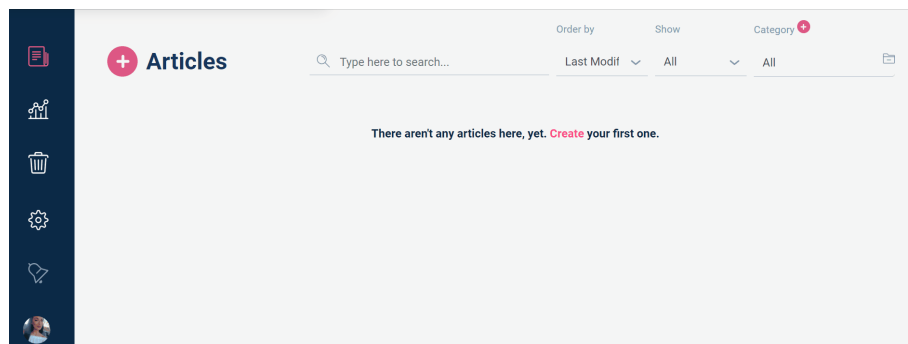 Order by
Show
Category
Articles
Type here to search...
Last Modif
All
All
There aren't any articles here, yet. Create your first one.